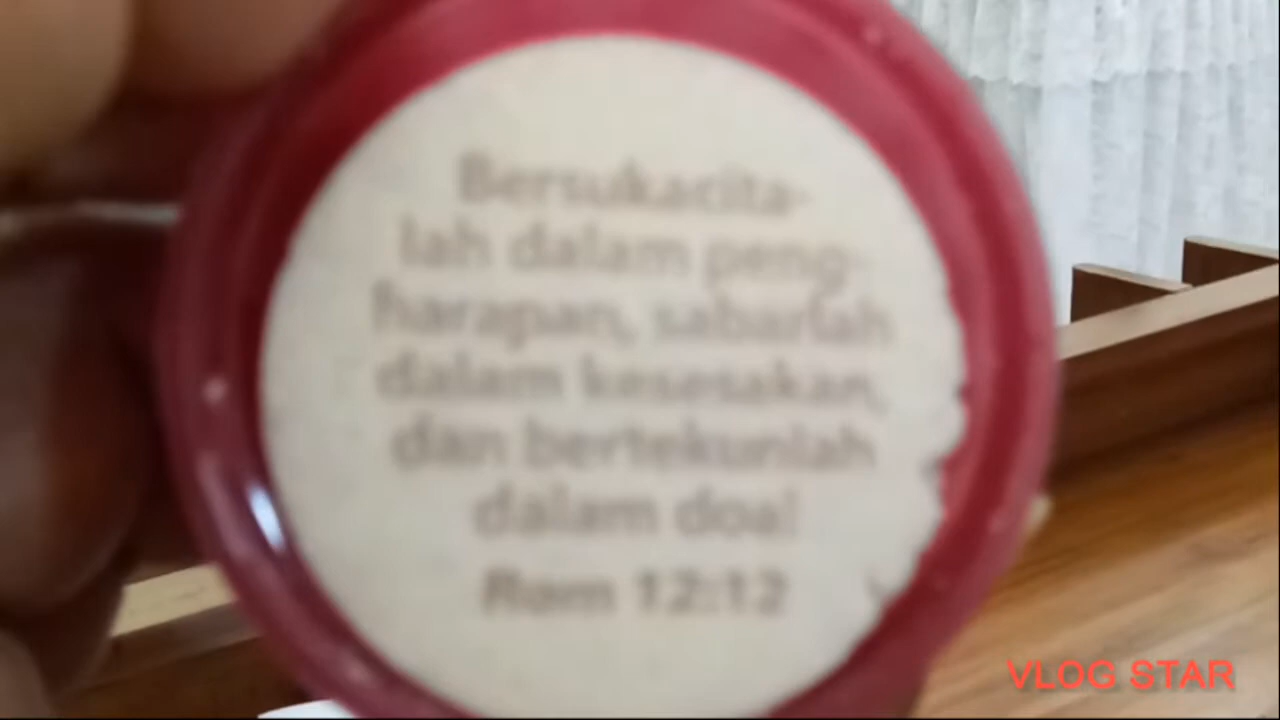 Bersukacita-
lah dalam peng-
harapan, sabarlah
dalam kesesakan,
dan bertekunlah
dalam doa!
Rom 12:12
VLOG STAR